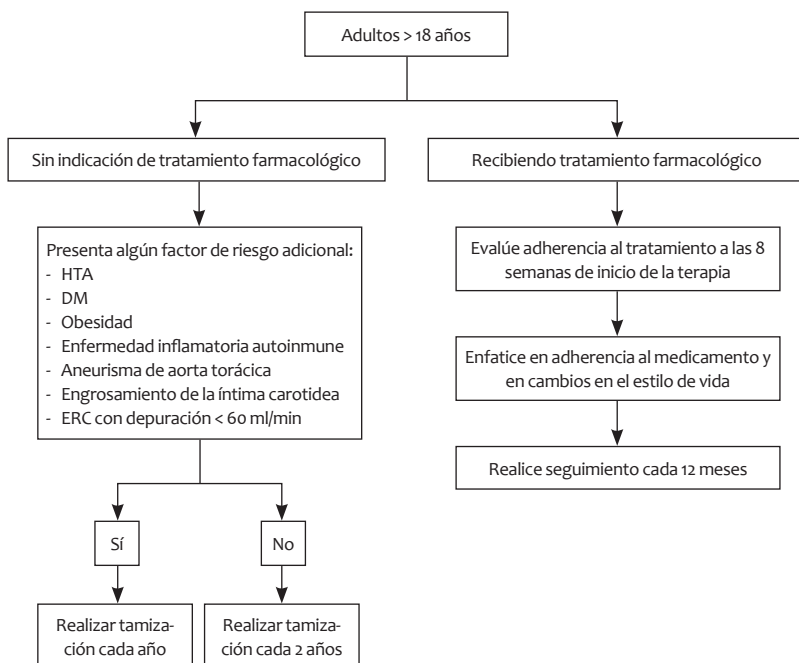 Adultos > 18 años
Sin indicación de tratamiento farmacológico
Recibiendo tratamiento farmacológico
Presenta algún factor de riesgo adicional:
- HTA
- DM
- Obesidad
- Enfermedad inflamatoria autoinmune
- Aneurisma de aorta torácica
- Engrosamiento de la íntima carotidea
- ERC con depuración < 60 ml/min
Evalúe adherencia al tratamiento a las 8
semanas de inicio de la terapia
Enfatice en adherencia al medicamento y
en cambios en el estilo de vida
Realice seguimiento cada 12 meses
Sí
No
Realizar tamiza-
ción cada año
Realizar tamiza-
ción cada 2 años